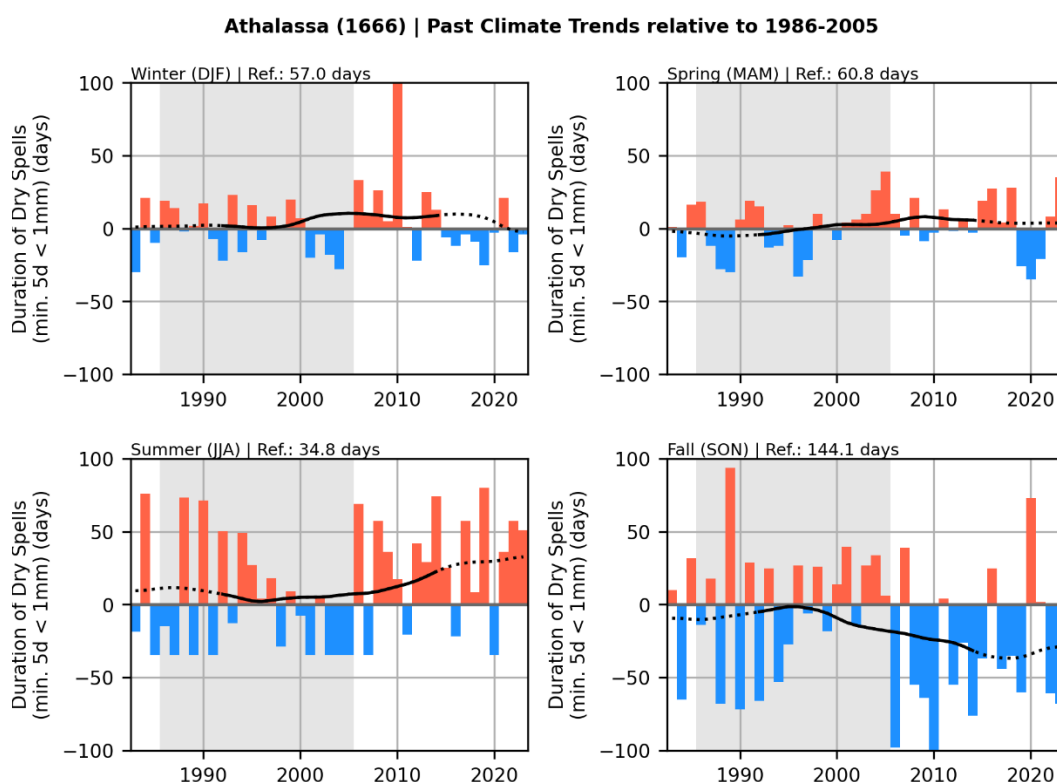 Athalassa (1666) | Past Climate Trends relative to 1986-2005
Winter (DJF) | Ref.: 57.0 days
Duration of Dry Spells
(min. 5d < 1mm) (days)
100
50
0
−50
−100
1990
2000
2010
2020
Spring (MAM) | Ref.: 60.8 days
Duration of Dry Spells
(min. 5d < 1mm) (days)
100
50
0
−50
−100
1990
2000
2010
2020
Summer (JJA) | Ref.: 34.8 days
Duration of Dry Spells
(min. 5d < 1mm) (days)
100
50
0
−50
−100
1990
2000
2010
2020
Fall (SON) | Ref.: 144.1 days
Duration of Dry Spells
(min. 5d < 1mm) (days)
100
50
0
−50
−100
1990
2000
2010
2020